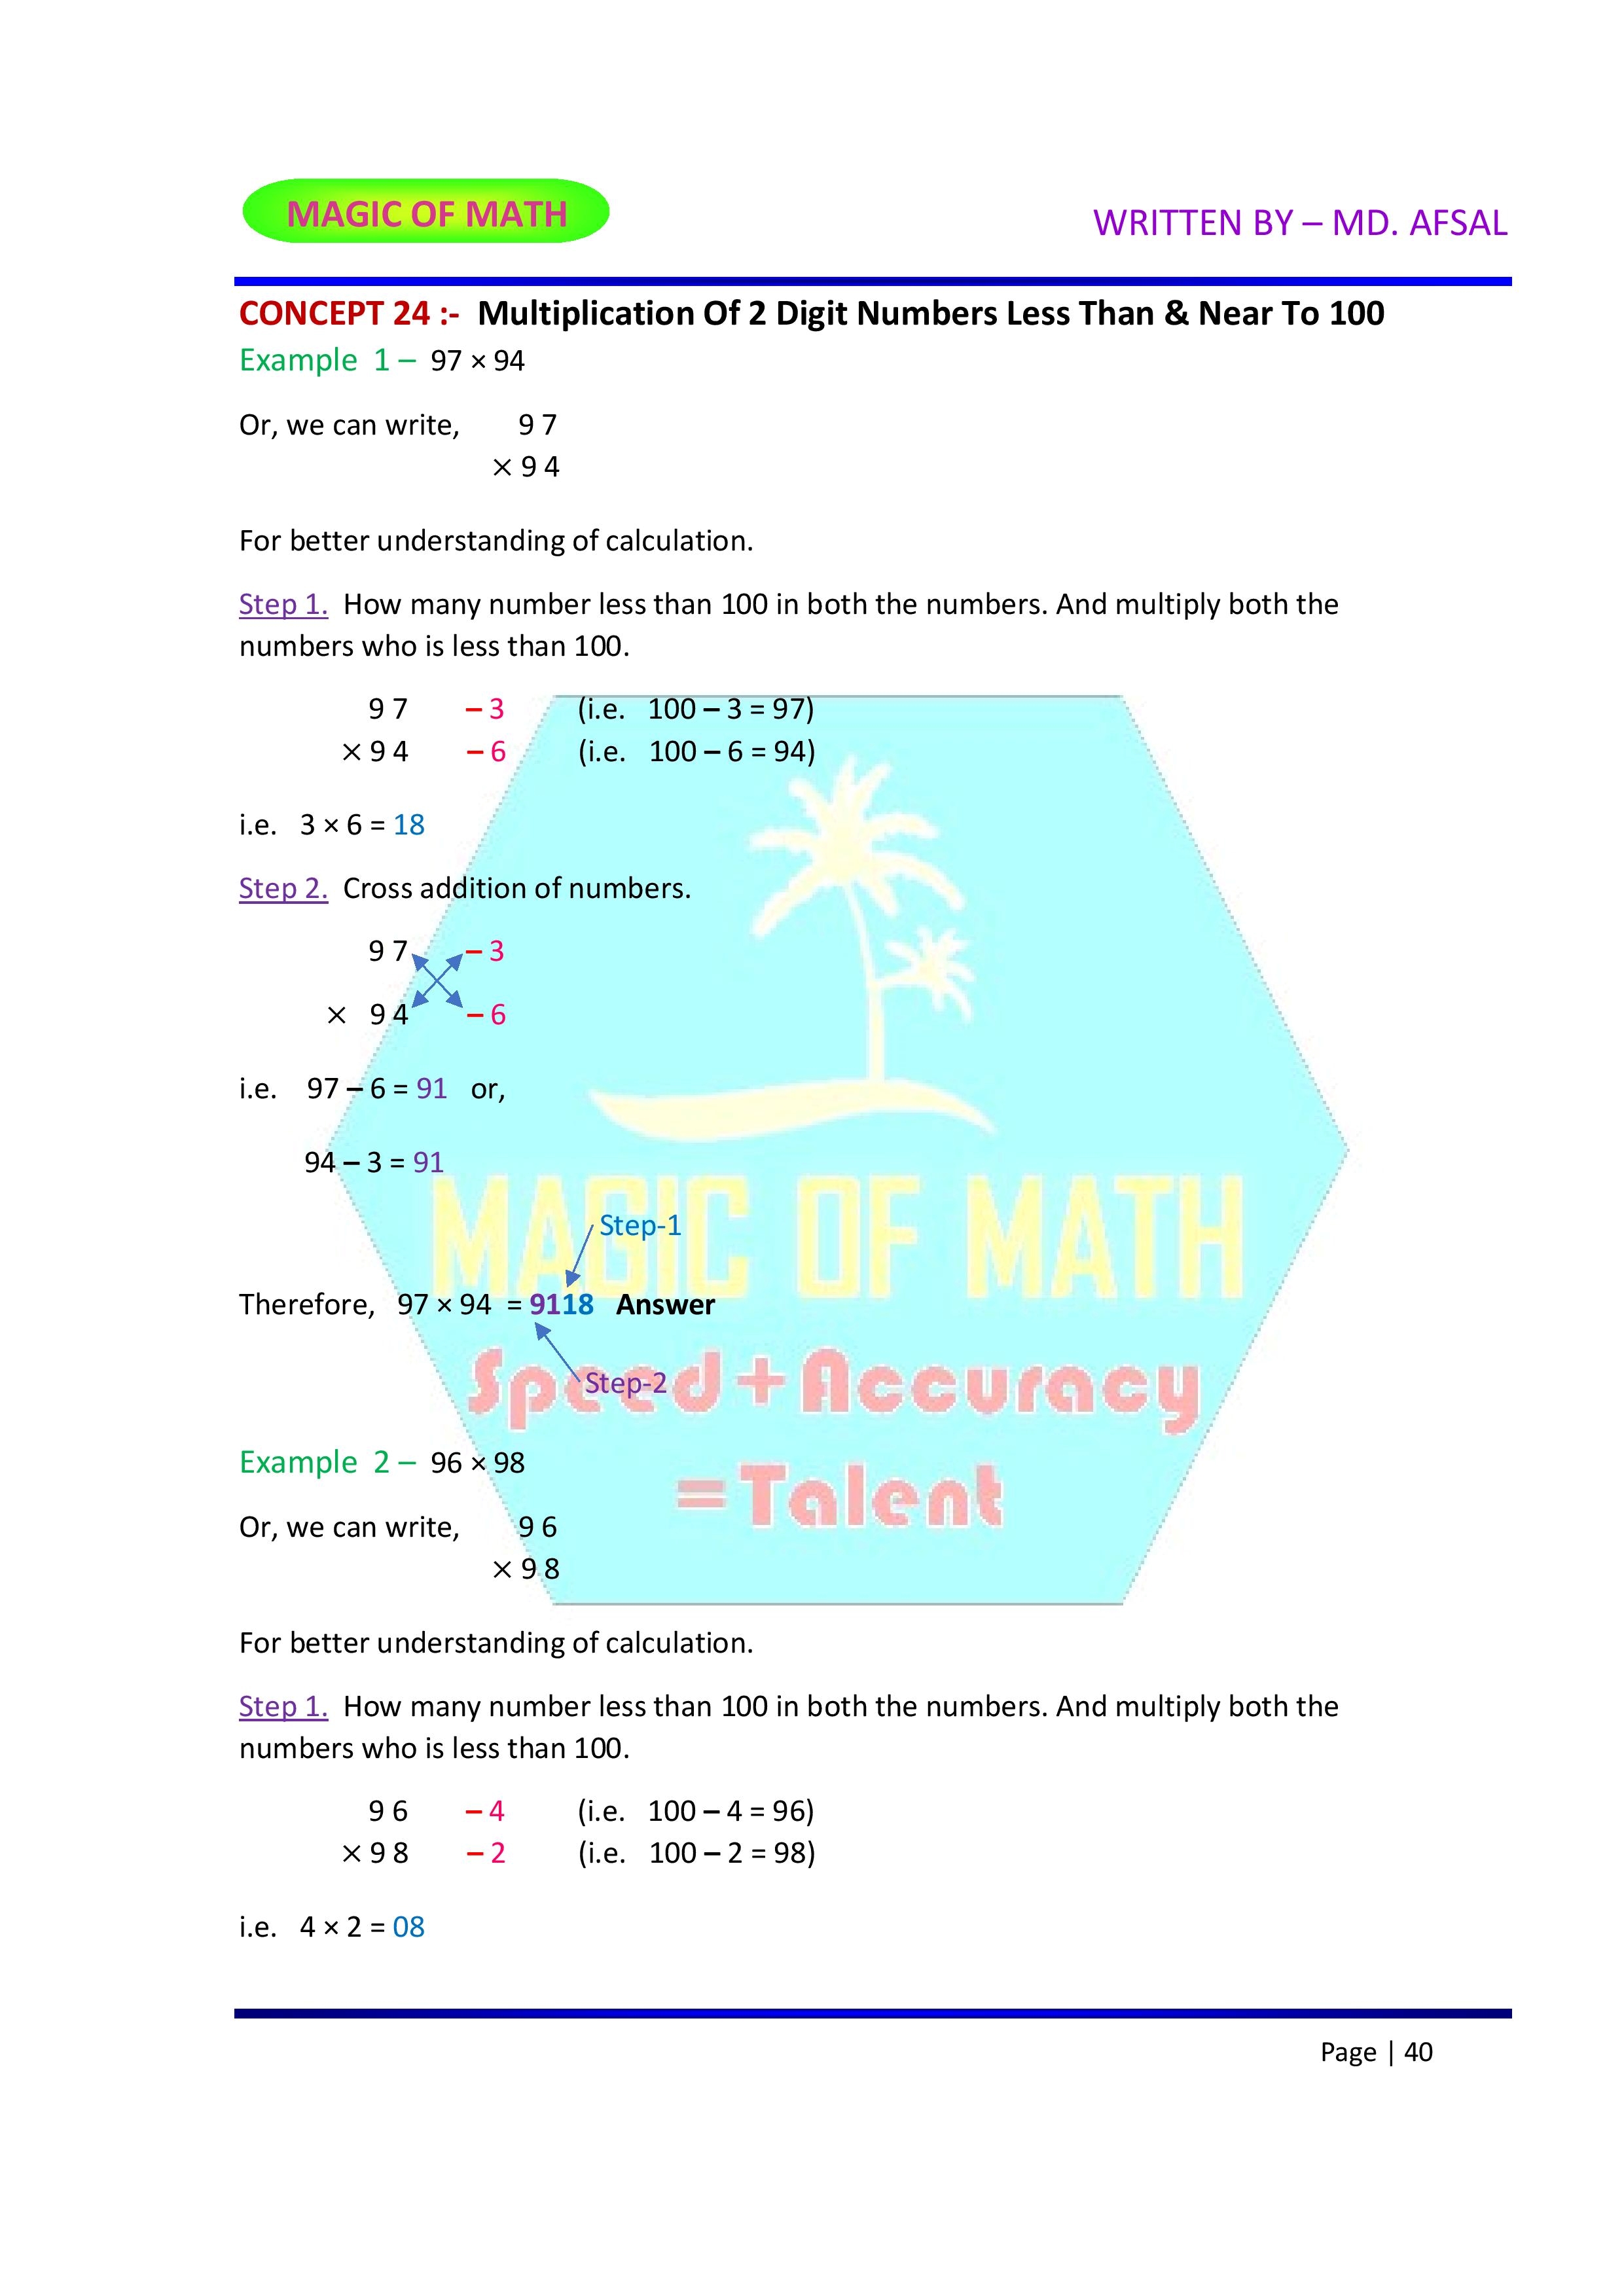 MAGIC OF MATH
WRITTEN BY – MD. AFSAL
CONCEPT 24 :- Multiplication Of 2 Digit Numbers Less Than & Near To 100
Example 1 – 97 × 94
Or, we can write, 9 7
× 9 4
For better understanding of calculation.
Step 1. How many number less than 100 in both the numbers. And multiply both the
numbers who is less than 100.
9 7 – 3 (i.e. 100 – 3 = 97)
× 9 4 – 6 (i.e. 100 – 6 = 94)
i.e. 3 × 6 = 18
Step 2. Cross addition of numbers.
9 7 – 3
× 9 4 – 6
i.e. 97 – 6 = 91 or,
94 – 3 = 91
MAGIC OF MATH
Step-1
Therefore, 97 × 94 = 9118 Answer
Speed+Accuracy
Step-2
Example 2 – 96 × 98
=Talent
Or, we can write, 9 6
× 9 8
For better understanding of calculation.
Step 1. How many number less than 100 in both the numbers. And multiply both the
numbers who is less than 100.
9 6 – 4 (i.e. 100 – 4 = 96)
× 9 8 – 2 (i.e. 100 – 2 = 98)
i.e. 4 × 2 = 08
Page | 40